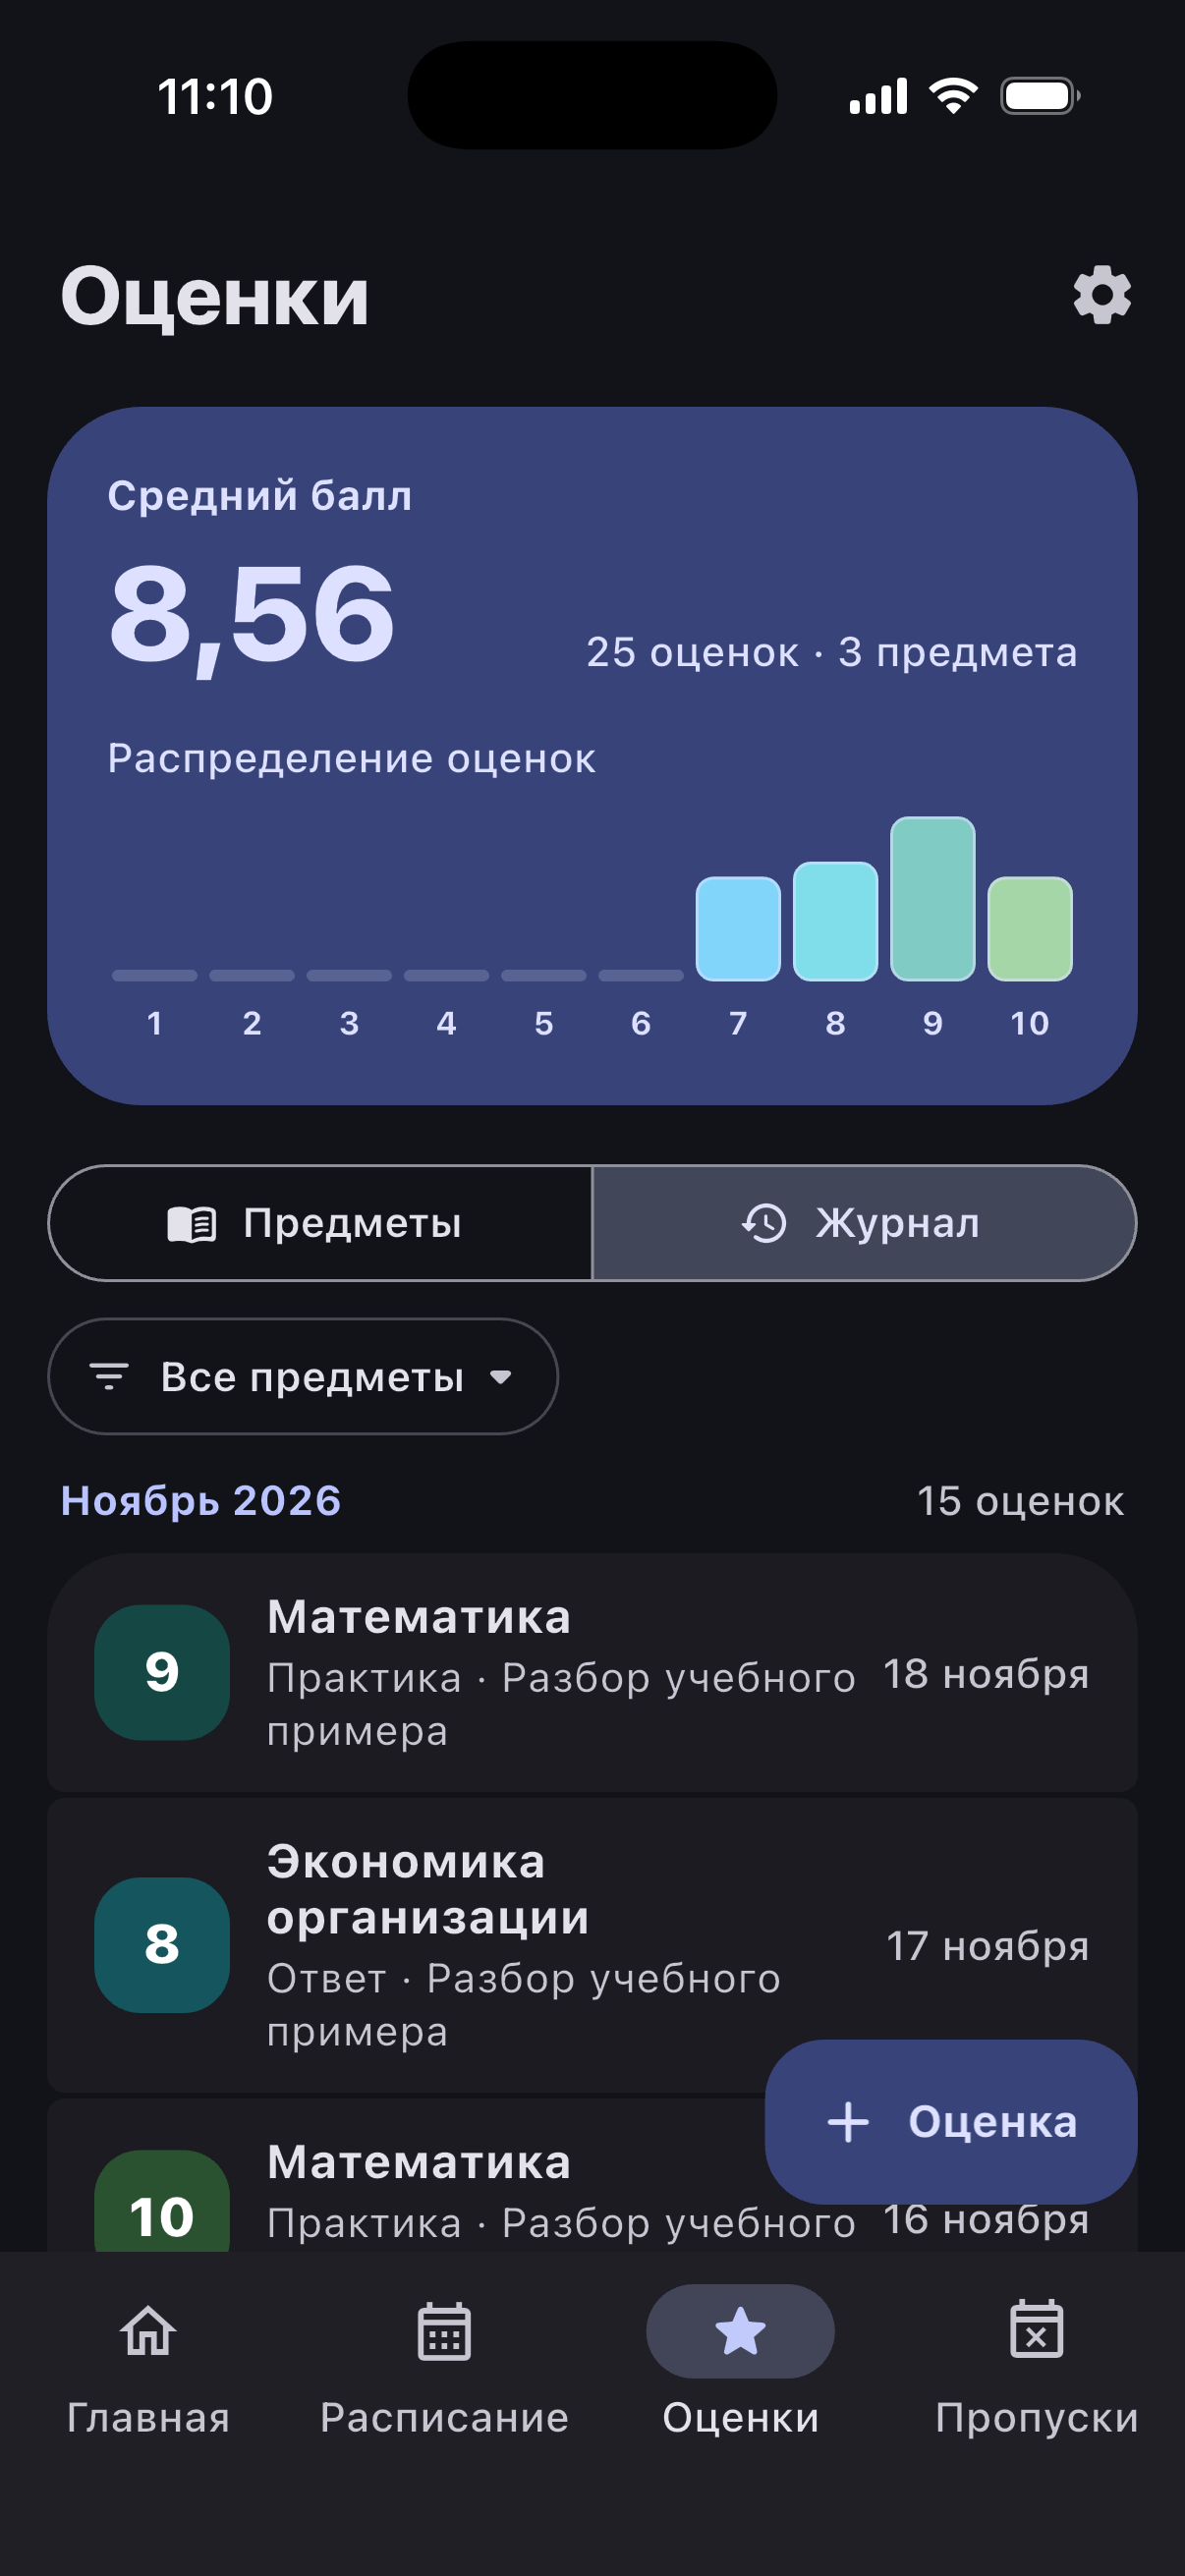 11:10
Оценки
Средний балл
8,56
25 оценок · 3 предмета
Распределение оценок
1 2 3 4 5 6 7 8 9 10
Предметы
Журнал
Все предметы
Ноябрь 2026
15 оценок
9
Математика
Практика · Разбор учебного
примера
18 ноября
8
Экономика
организации
Ответ · Разбор учебного
примера
17 ноября
Оценка
10
Математика
Практика · Разбор учебного
16 ноября
Главная
Расписание
Оценки
Пропуски